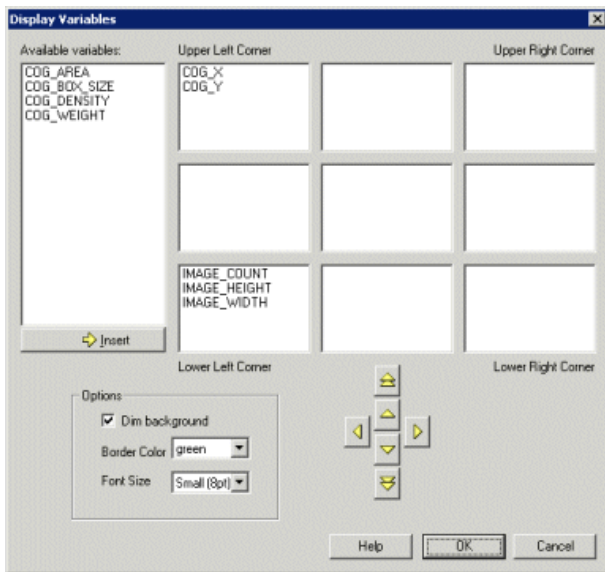 Display Variables
Available variables:
Upper Left Corner
Upper Right Corner
COG_AREA
COG_BOX_SIZE
COG_DENSITY
COG_WEIGHT
COG_X
COG_Y
IMAGE_COUNT
IMAGE_HEIGHT
IMAGE_WIDTH
Insert
Lower Left Corner
Lower Right Corner
Options
Dim background
Border Color green
Font Size Small (8pt)
Help OK Cancel